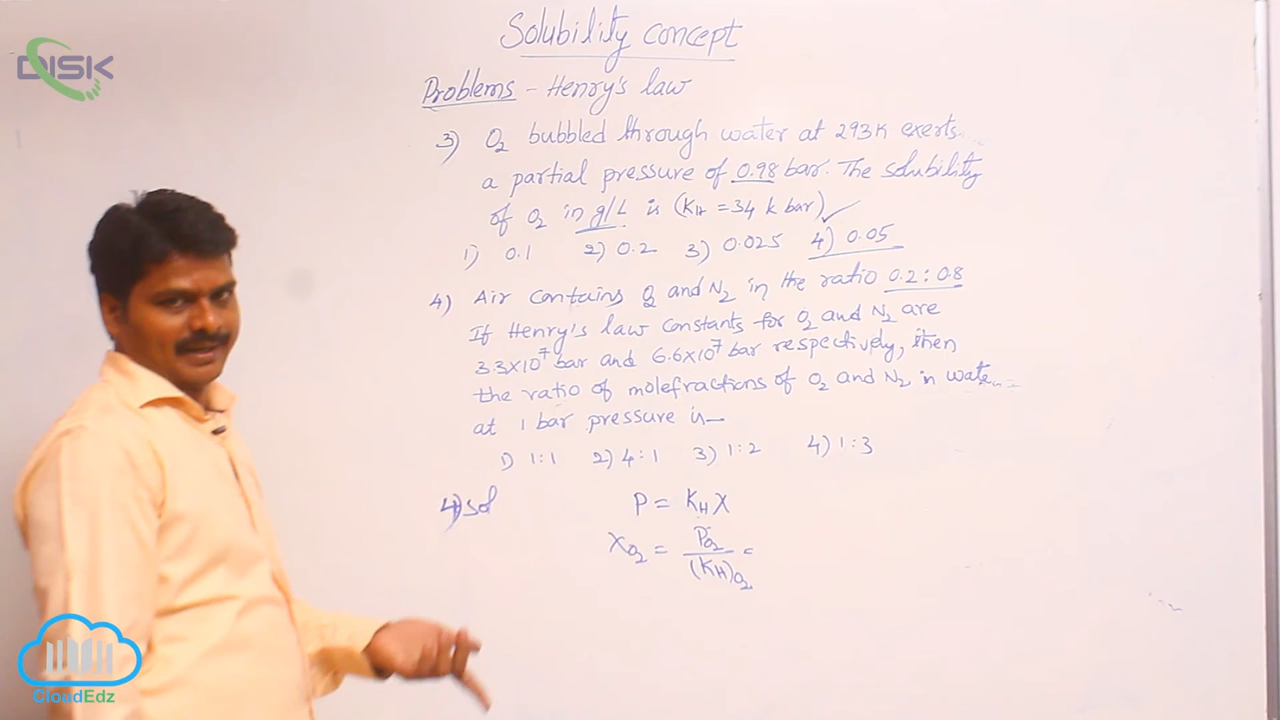 DISK
Solubility concept
Problems - Henry's law
3) O₂ bubbled through water at 293K exerts
a partial pressure of 0.98 bar. The solubility
of O₂ in g/L is (KH = 34 k bar)
1) 0.1 2) 0.2 3) 0.025 4) 0.05
4) Air contains O₂ and N₂ in the ratio 0.2 : 0.8
If Henry's law constants for O₂ and N₂ are
3.3×10⁷ bar and 6.6×10⁷ bar respectively, then
the ratio of molefractions of O₂ and N₂ in wate
at 1 bar pressure is—
1) 1:1 2) 4:1 3) 1:2 4) 1:3
4) sol P = KH X
XO₂ = PO₂ / (KH)O₂ =
CloudEdz